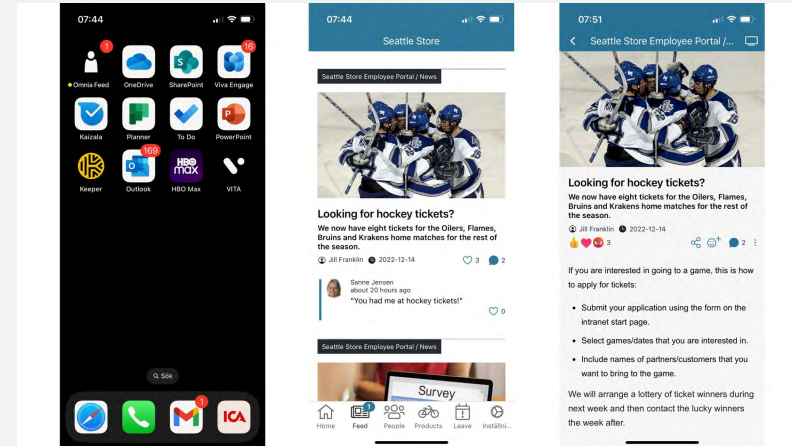 07:44
1
16
Omnia Feed
OneDrive
SharePoint
Viva Engage
Kaizala
Planner
To Do
PowerPoint
169
HBO
max
Keeper
Outlook
HBO Max
VITA
Sök
1
ICA
07:44
Seattle Store
Seattle Store Employee Portal / News
Looking for hockey tickets?
We now have eight tickets for the Oilers, Flames,
Bruins and Krakens home matches for the rest of
the season.
Jill Franklin 2022-12-14 3 2
Sanne Jensen
about 20 hours ago
"You had me at hockey tickets!"
0
Seattle Store Employee Portal / News
Survey
1
Home Feed People Products Leave Inställni...
07:51
Seattle Store Employee Portal /...
Looking for hockey tickets?
We now have eight tickets for the Oilers, Flames,
Bruins and Krakens home matches for the rest of
the season.
Jill Franklin 2022-12-14
3 2
If you are interested in going to a game, this is how
to apply for tickets:
• Submit your application using the form on the
intranet start page.
• Select games/dates that you are interested in.
• Include names of partners/customers that you
want to bring to the game.
We will arrange a lottery of ticket winners during
next week and then contact the lucky winners
the week after.